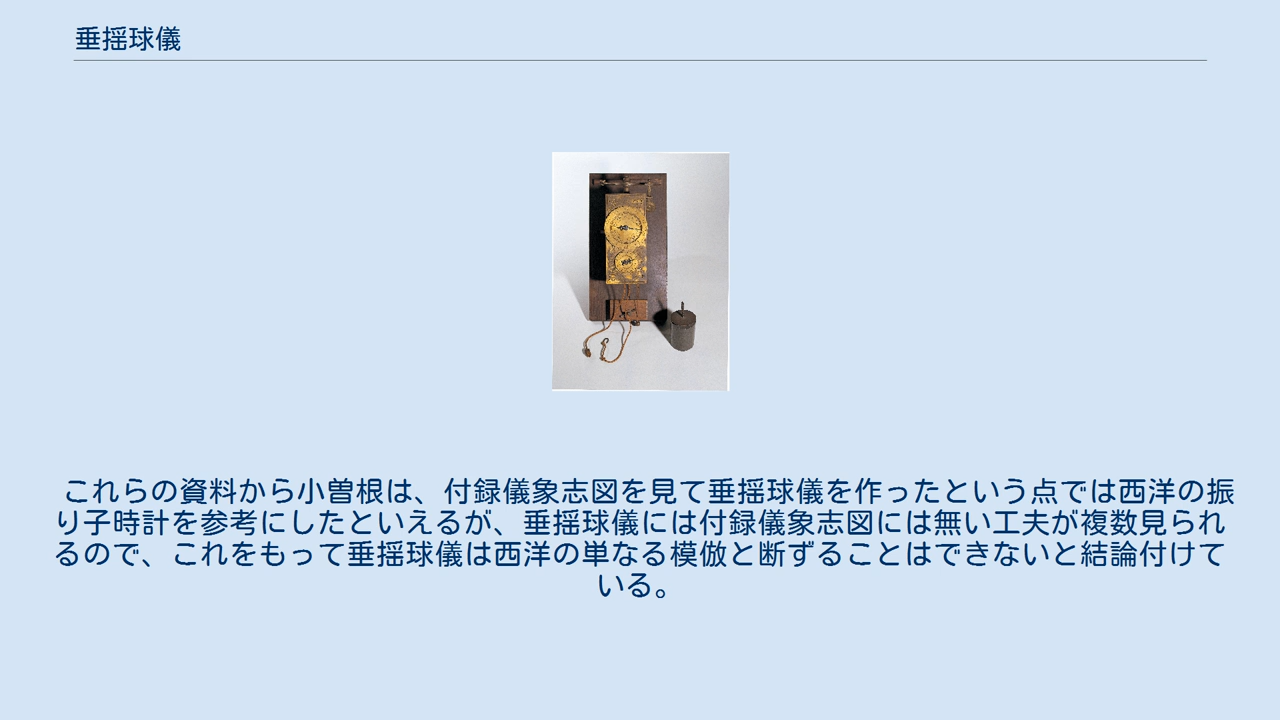 垂揺球儀
これらの資料から小曽根は、付録儀象志図を見て垂揺球儀を作ったという点では西洋の振
り子時計を参考にしたといえるが、垂揺球儀には付録儀象志図には無い工夫が複数見られ
るので、これをもって垂揺球儀は西洋の単なる模倣と断ずることはできないと結論付けて
いる。